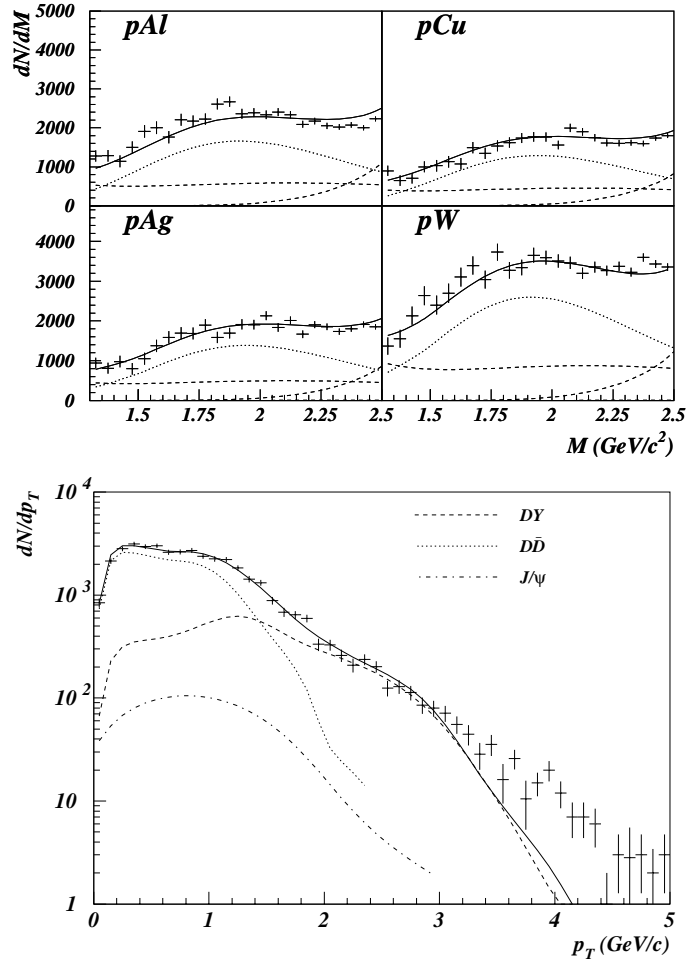 dN/dM
5000
4000
3000
2000
1000
0
pAl
pCu
4000
3000
2000
1000
0
pAg
pW
1.5 1.75 2 2.25 2.5
1.5 1.75 2 2.25 2.5
M (GeV/c²)
dN/dp_T
10⁴
10³
10²
10
1
DY
DD̄
J/ψ
0 1 2 3 4 5
p_T (GeV/c)